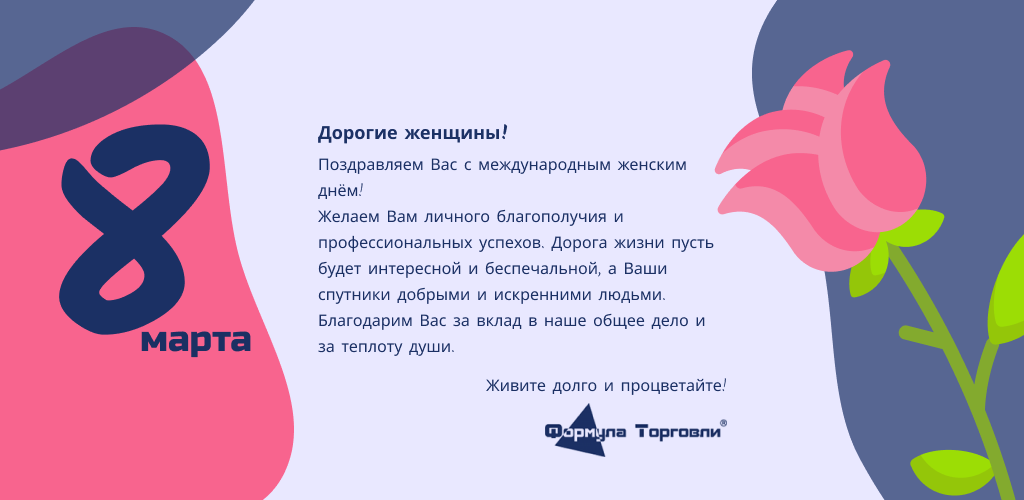 8
марта
Дорогие женщины!
Поздравляем Вас с международным женским
днём!
Желаем Вам личного благополучия и
профессиональных успехов. Дорога жизни пусть
будет интересной и беспечальной, а Ваши
спутники добрыми и искренними людьми.
Благодарим Вас за вклад в наше общее дело и
за теплоту души.
Живите долго и процветайте!
Формула Торговли®